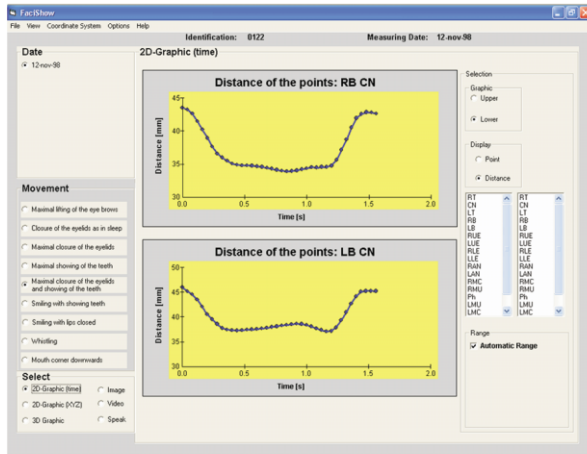 FaciShow
File View Coordinate System Options Help
Identification: 0122 Measuring Date: 12-nov-98
Date
12-nov-98
Movement
Maximal lifting of the eye brows
Closure of the eyelids as in sleep
Maximal closure of the eyelids
Maximal showing of the teeth
Maximal closure of the eyelids
and showing of the teeth
Smiling with showing teeth
Smiling with lips closed
Whistling
Mouth corner downwards
Select
2D-Graphic (time) Image
2D-Graphic (XYZ) Video
3D Graphic Speak
2D-Graphic (time)
Distance of the points: RB CN
Distance [mm]
45
40
35
30
0.0 0.5 1.0 1.5 2.0
Time [s]
Distance of the points: LB CN
Distance [mm]
50
45
40
35
30
0.0 0.5 1.0 1.5 2.0
Time [s]
Selection
Graphic
Upper
Lower
Display
Point
Distance
RT RT
CN CN
LT LT
RB RB
LB LB
RUE RUE
LUE LUE
RLE RLE
LLE LLE
RAN RAN
LAN LAN
RMC RMC
RMU RMU
Ph Ph
LMU LMU
LMC LMC
Range
Automatic Range